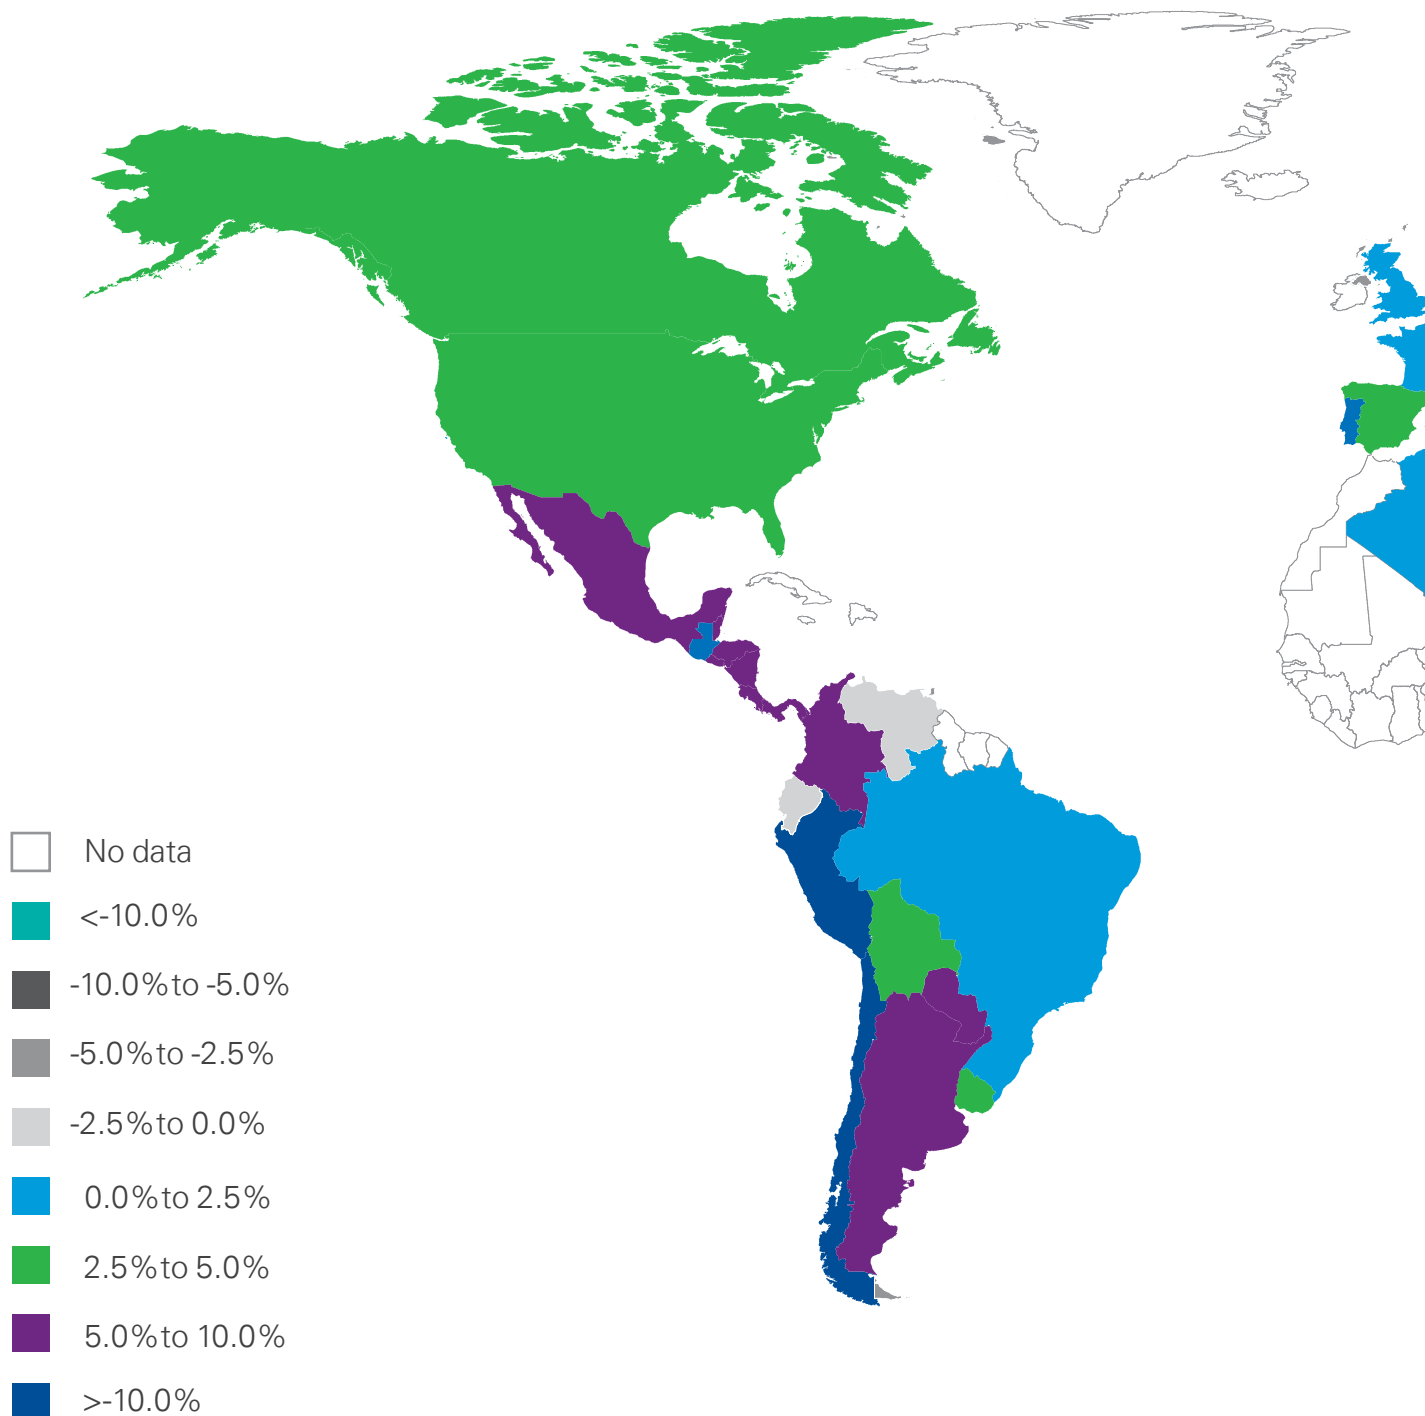 No data
<-10.0%
-10.0% to -5.0%
-5.0% to -2.5%
-2.5% to 0.0%
0.0% to 2.5%
2.5% to 5.0%
5.0% to 10.0%
>-10.0%